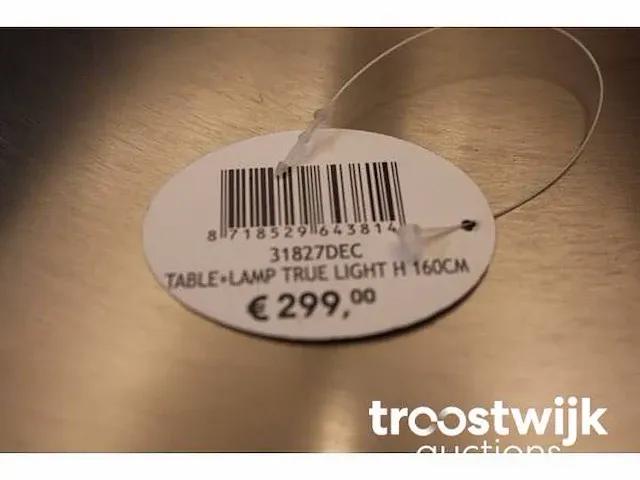 8 718529 643814
31827DEC
TABLE+LAMP TRUE LIGHT H 160CM
€ 299,00
troostwijk
auctions